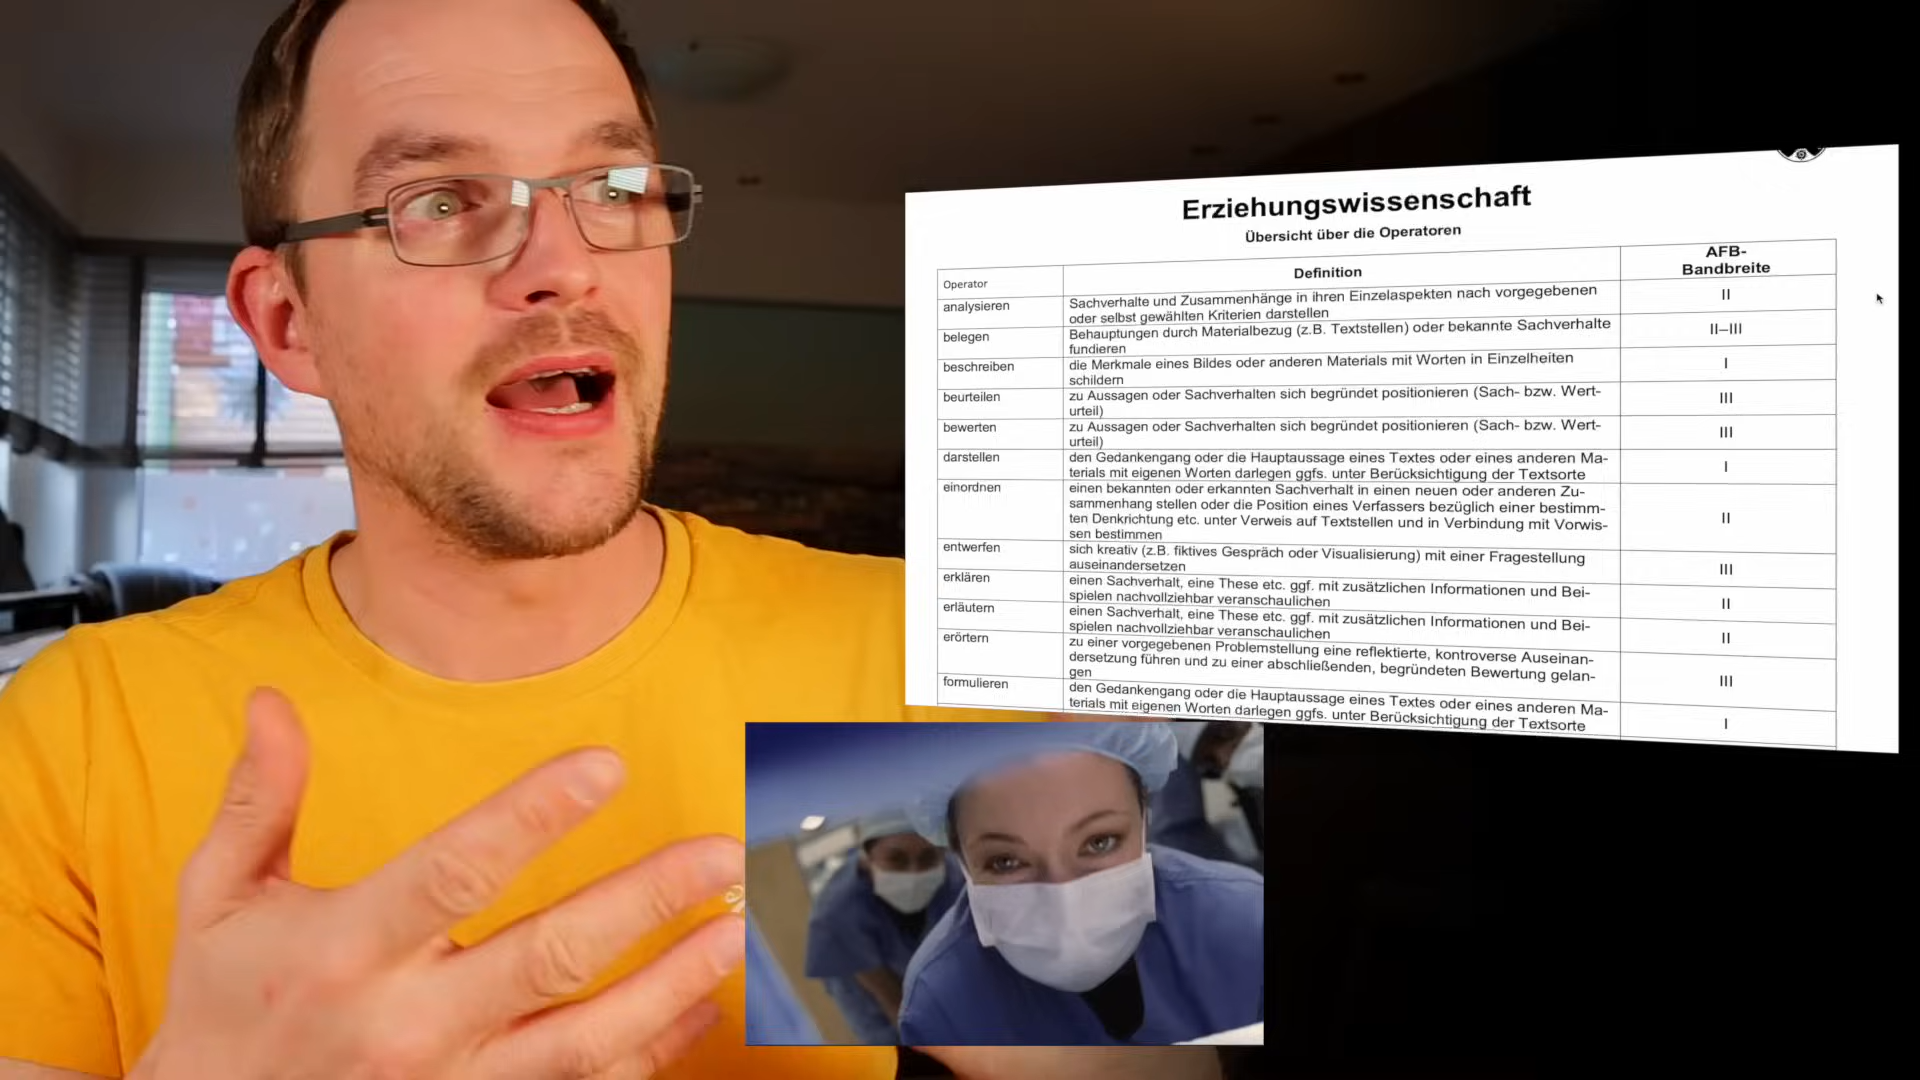 Erziehungswissenschaft
Übersicht über die Operatoren
Operator
Definition
AFB-
Bandbreite
analysieren
Sachverhalte und Zusammenhänge in ihren Einzelaspekten nach vorgegebenen
oder selbst gewählten Kriterien darstellen
II
belegen
Behauptungen durch Materialbezug (z.B. Textstellen) oder bekannte Sachverhalte
fundieren
II–III
beschreiben
die Merkmale eines Bildes oder anderen Materials mit Worten in Einzelheiten
schildern
I
beurteilen
zu Aussagen oder Sachverhalten sich begründet positionieren (Sach- bzw. Wert-
urteil)
III
bewerten
zu Aussagen oder Sachverhalten sich begründet positionieren (Sach- bzw. Wert-
urteil)
III
darstellen
den Gedankengang oder die Hauptaussage eines Textes oder eines anderen Ma-
terials mit eigenen Worten darlegen ggfs. unter Berücksichtigung der Textsorte
I
einordnen
einen bekannten oder erkannten Sachverhalt in einen neuen oder anderen Zu-
sammenhang stellen oder die Position eines Verfassers bezüglich einer bestimm-
ten Denkrichtung etc. unter Verweis auf Textstellen und in Verbindung mit Vorwis-
sen bestimmen
II
entwerfen
sich kreativ (z.B. fiktives Gespräch oder Visualisierung) mit einer Fragestellung
auseinandersetzen
III
erklären
einen Sachverhalt, eine These etc. ggf. mit zusätzlichen Informationen und Bei-
spielen nachvollziehbar veranschaulichen
II
erläutern
einen Sachverhalt, eine These etc. ggf. mit zusätzlichen Informationen und Bei-
spielen nachvollziehbar veranschaulichen
II
erörtern
zu einer vorgegebenen Problemstellung eine reflektierte, kontroverse Auseinan-
dersetzung führen und zu einer abschließenden, begründeten Bewertung gelan-
gen
III
formulieren
den Gedankengang oder die Hauptaussage eines Textes oder eines anderen Ma-
terials mit eigenen Worten darlegen ggfs. unter Berücksichtigung der Textsorte
I